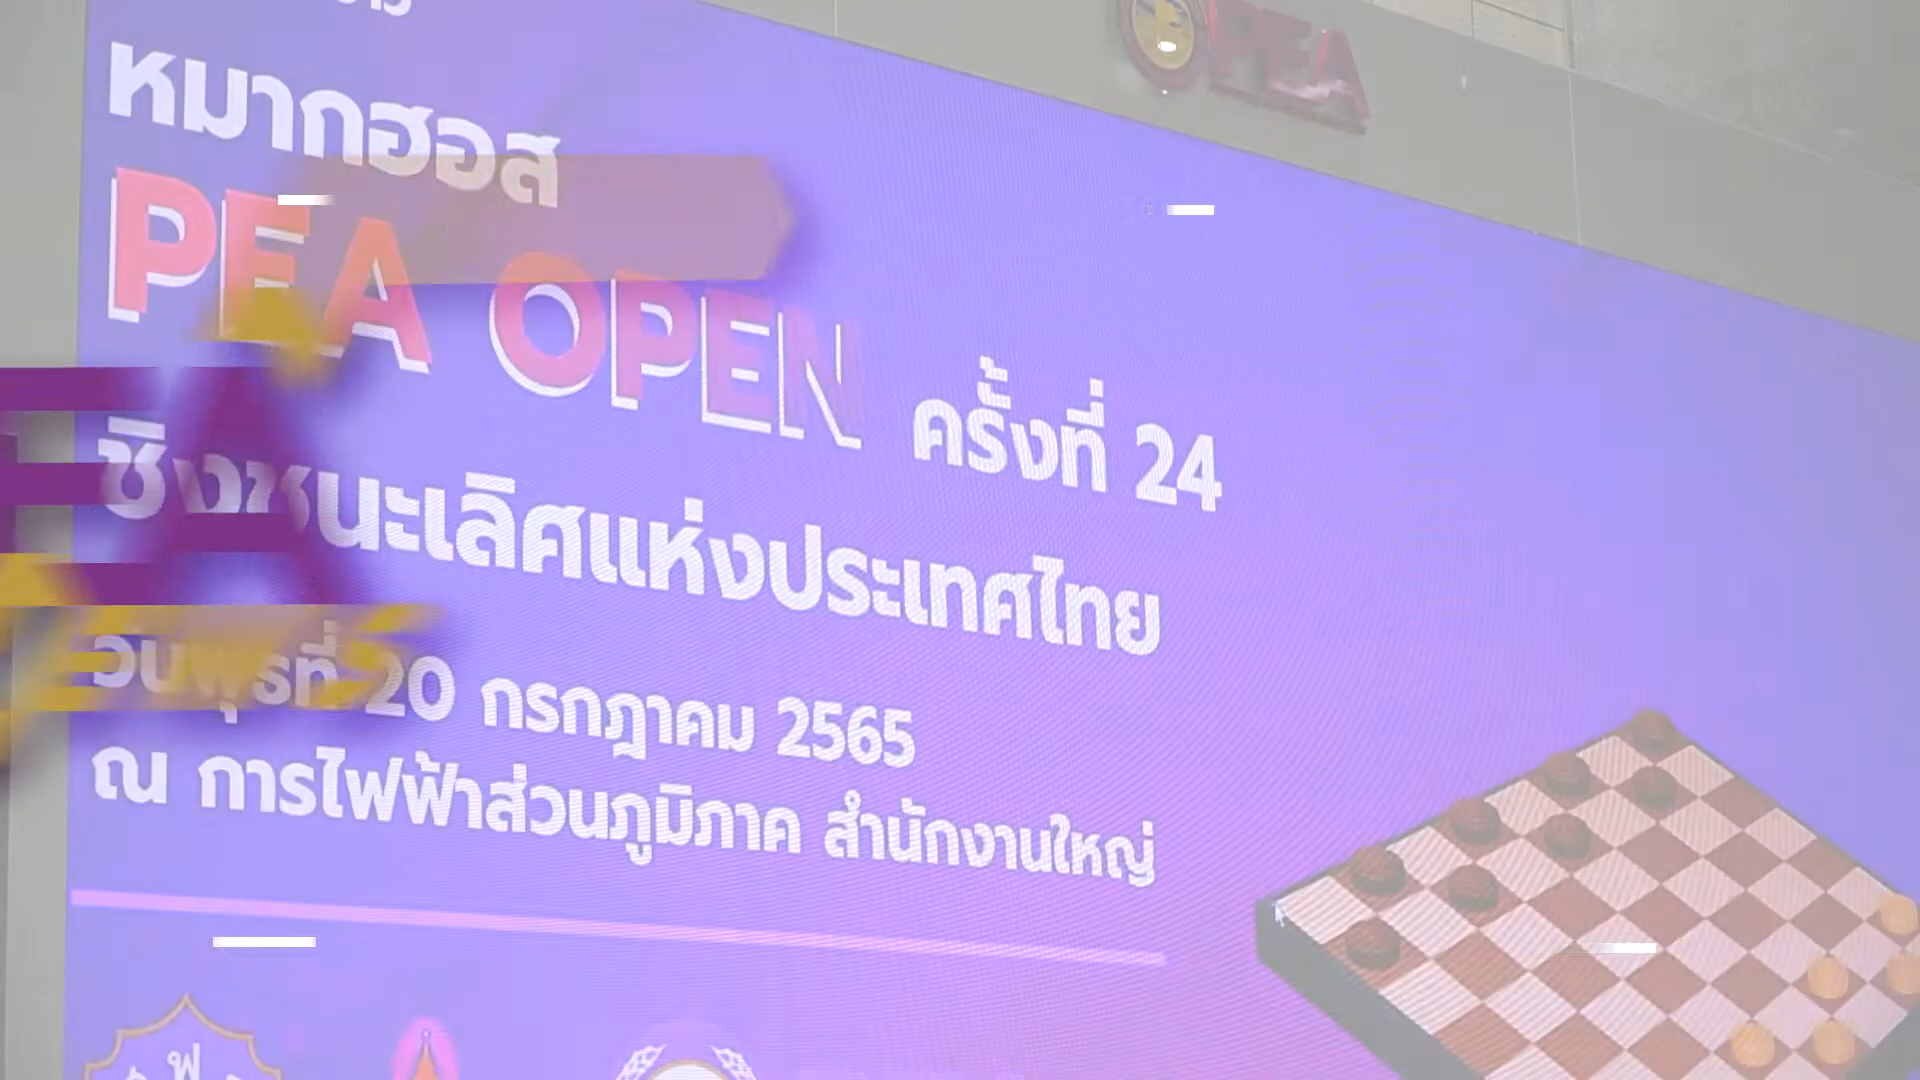 PEA
หมากฮอส
PEA OPEN ครั้งที่ 24
ชิงชนะเลิศแห่งประเทศไทย
วันพุธที่ 20 กรกฎาคม 2565
ณ การไฟฟ้าส่วนภูมิภาค สำนักงานใหญ่